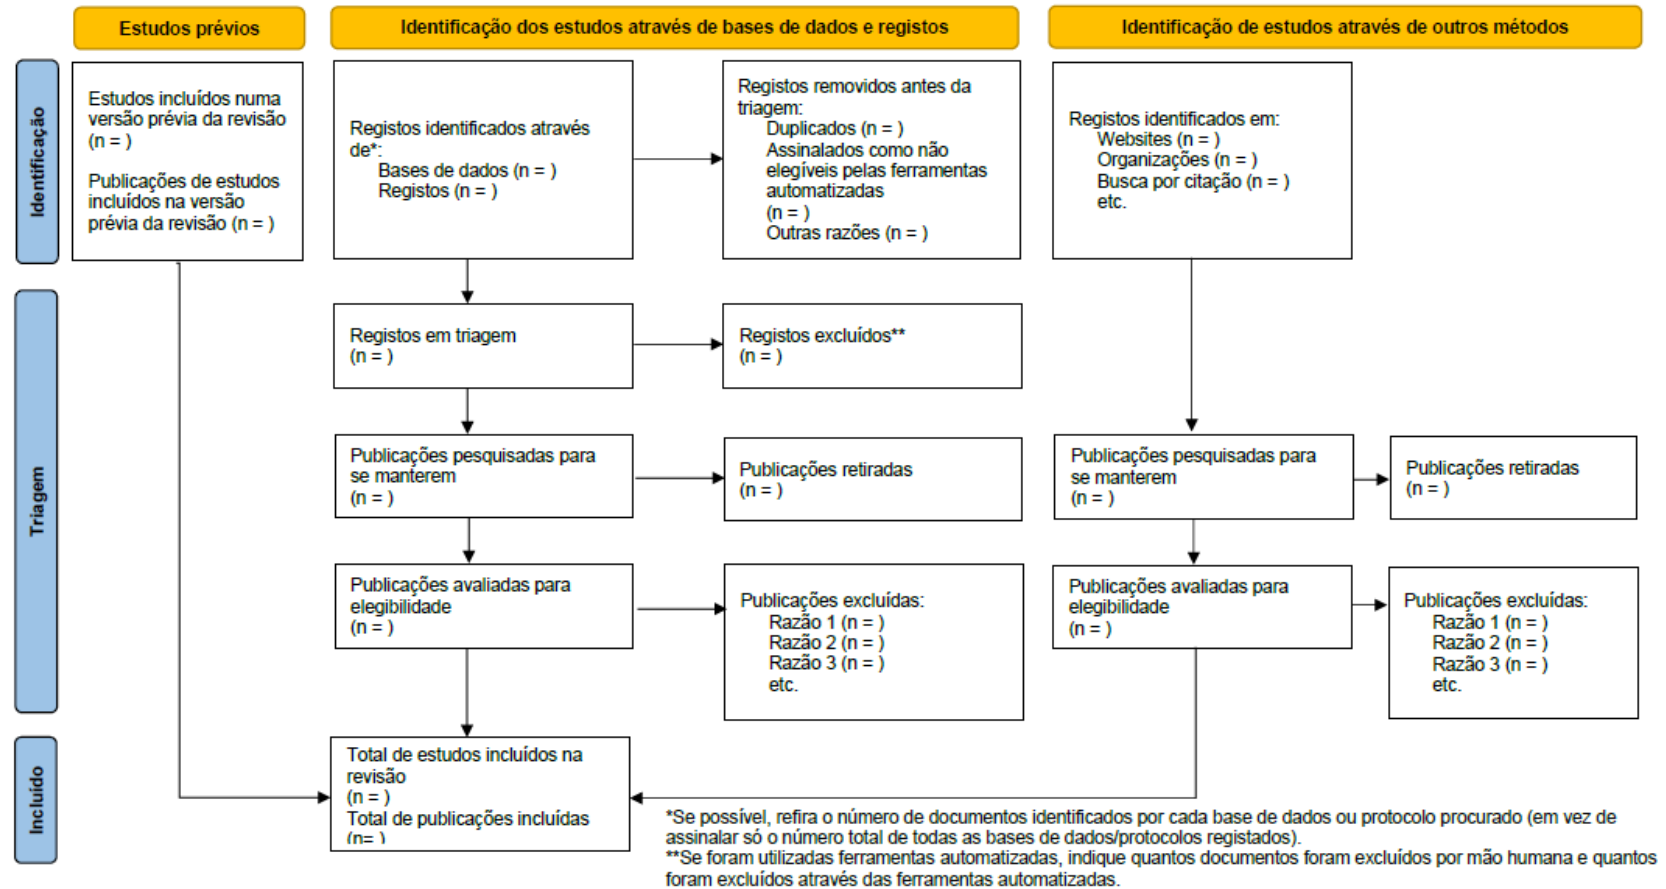 Estudos prévios
Identificação dos estudos através de bases de dados e registos
Identificação de estudos através de outros métodos
Identificação
Estudos incluídos numa
versão prévia da revisão
(n = )
Publicações de estudos
incluídos na versão
prévia da revisão (n = )
Registos identificados através
de*:
Bases de dados (n = )
Registos (n = )
Registos removidos antes da
triagem:
Duplicados (n = )
Assinalados como não
elegíveis pelas ferramentas
automatizadas
(n = )
Outras razões (n = )
Registos identificados em:
Websites (n = )
Organizações (n = )
Busca por citação (n = )
etc.
Triagem
Registos em triagem
(n = )
Registos excluídos**
(n = )
Publicações pesquisadas para
se manterem
(n = )
Publicações retiradas
(n = )
Publicações pesquisadas para
se manterem
(n = )
Publicações retiradas
(n = )
Publicações avaliadas para
elegibilidade
(n = )
Publicações excluídas:
Razão 1 (n = )
Razão 2 (n = )
Razão 3 (n = )
etc.
Publicações avaliadas para
elegibilidade
(n = )
Publicações excluídas:
Razão 1 (n = )
Razão 2 (n = )
Razão 3 (n = )
etc.
Incluído
Total de estudos incluídos na
revisão
(n = )
Total de publicações incluídas
(n= )
*Se possível, refira o número de documentos identificados por cada base de dados ou protocolo procurado (em vez de
assinalar só o número total de todas as bases de dados/protocolos registados).
**Se foram utilizadas ferramentas automatizadas, indique quantos documentos foram excluídos por mão humana e quantos
foram excluídos através das ferramentas automatizadas.